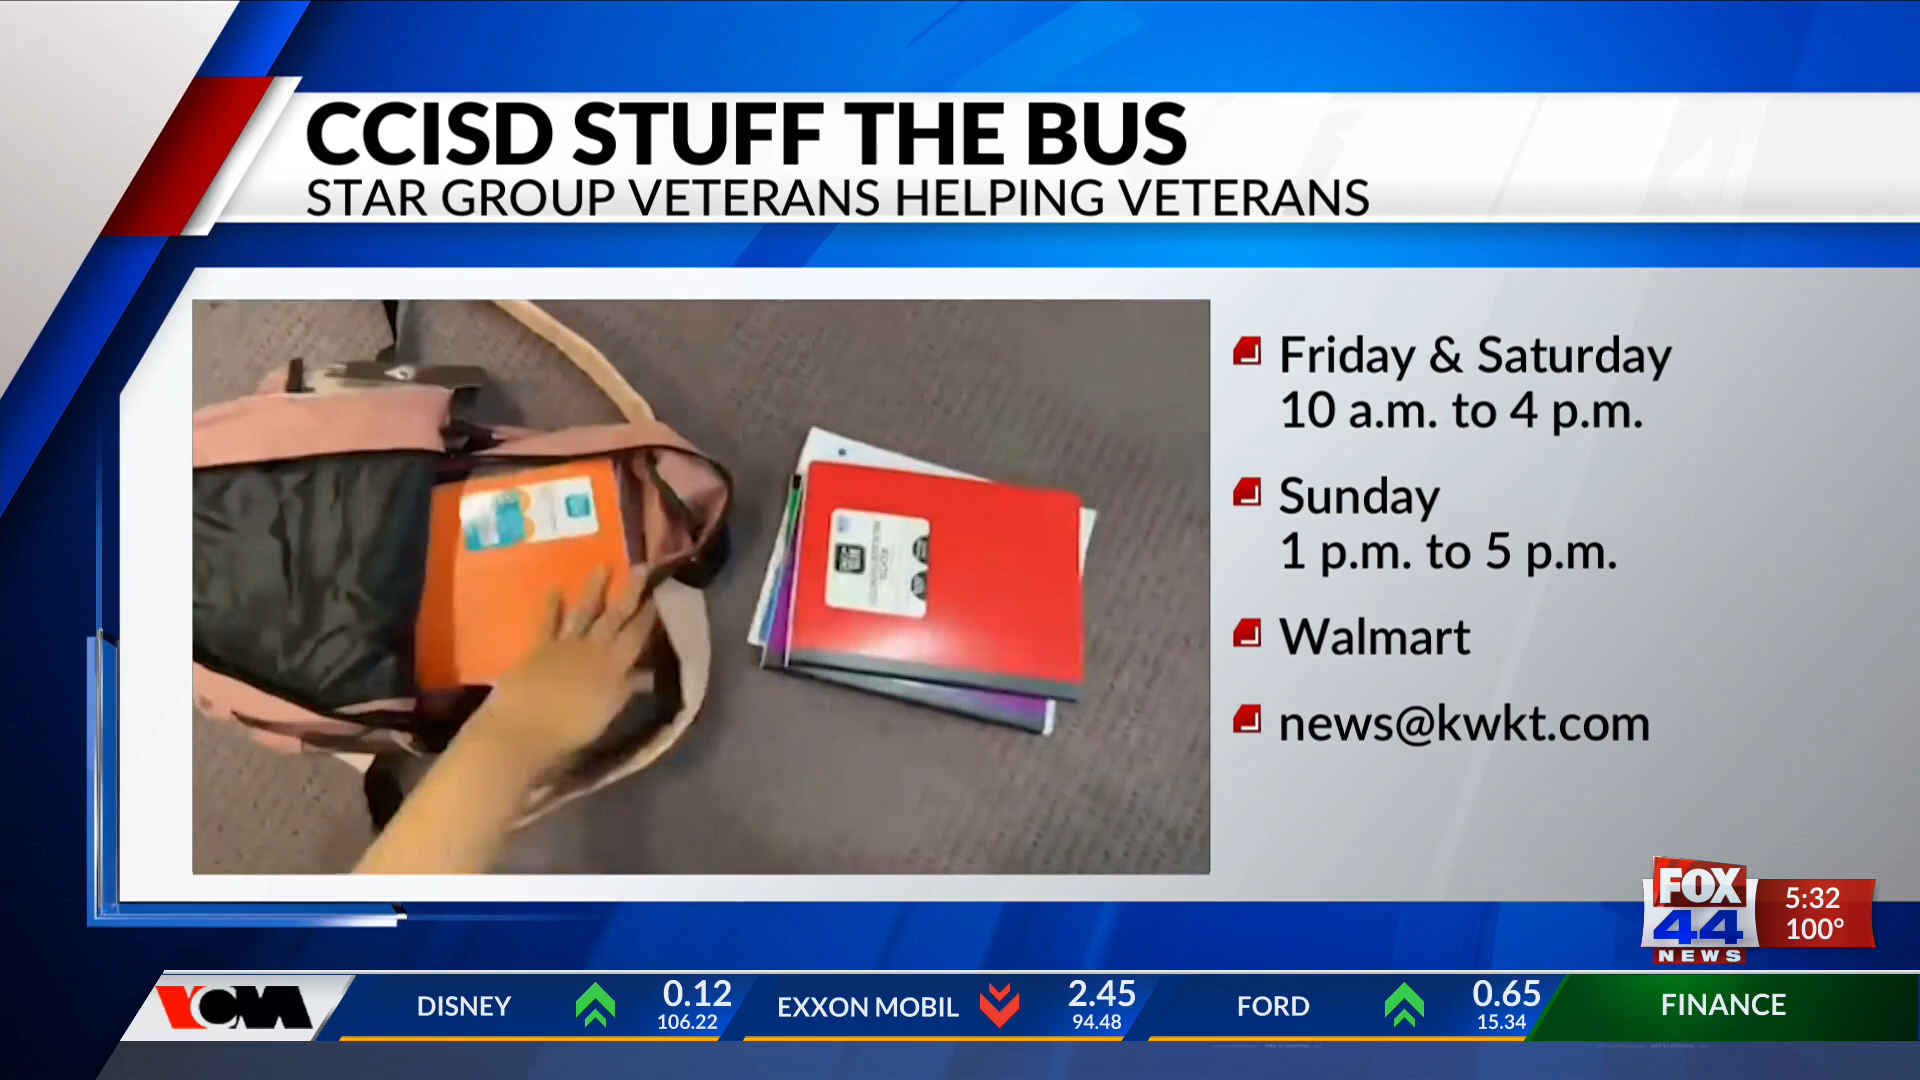 CCISD STUFF THE BUS
STAR GROUP VETERANS HELPING VETERANS
Friday & Saturday
10 a.m. to 4 p.m.
Sunday
1 p.m. to 5 p.m.
Walmart
news@kwkt.com
FOX
44
NEWS
5:32
100°
DISNEY
0.12
106.22
EXXON MOBIL
2.45
94.48
FORD
0.65
15.34
FINANCE